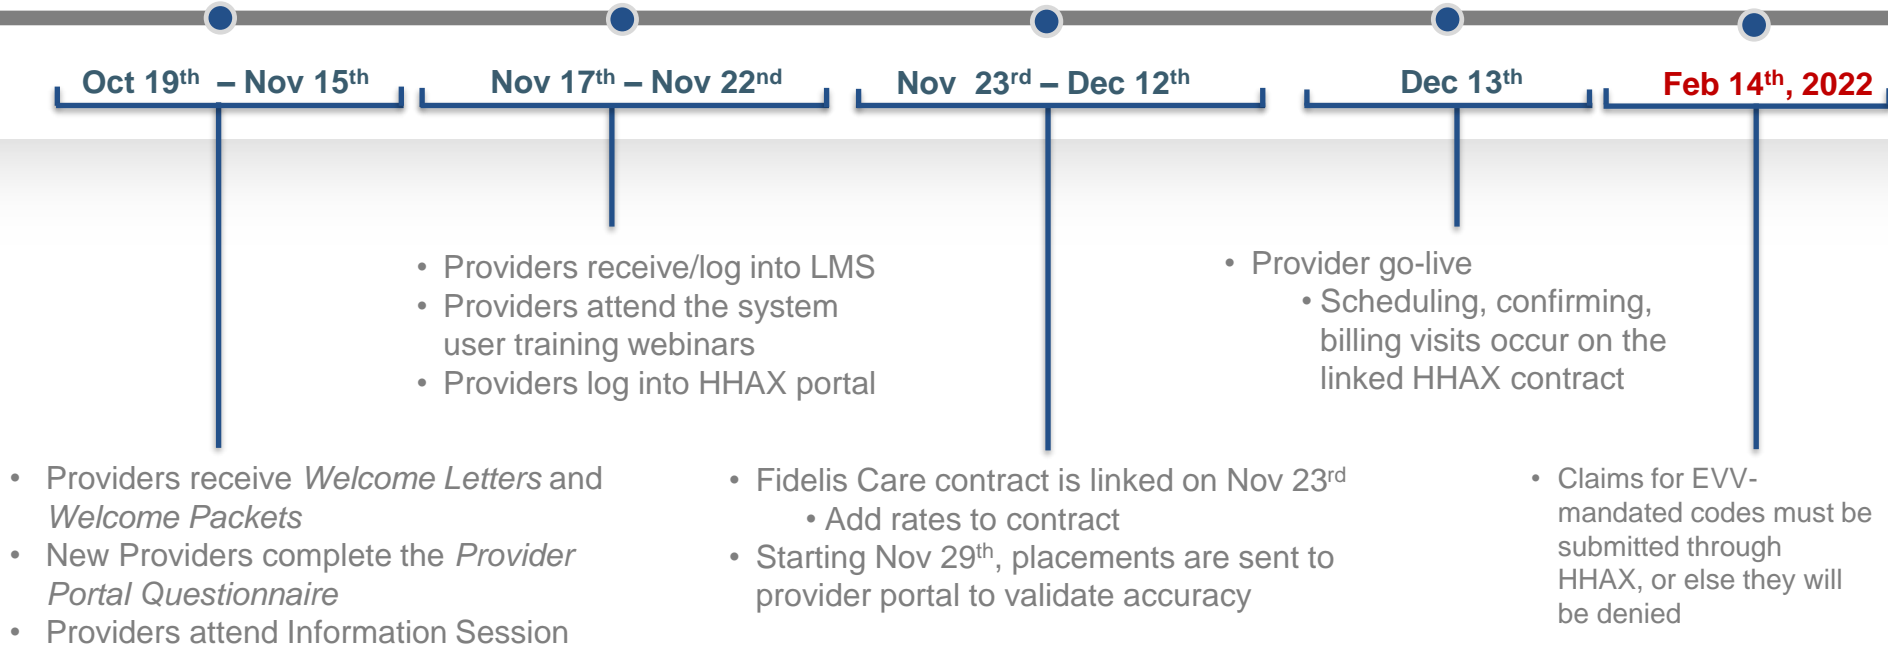 Oct 19th – Nov 15th
Nov 17th – Nov 22nd
Nov 23rd – Dec 12th
Dec 13th
Feb 14th, 2022
• Providers receive/log into LMS
• Providers attend the system
user training webinars
• Providers log into HHAX portal
• Provider go-live
• Scheduling, confirming,
billing visits occur on the
linked HHAX contract
• Providers receive Welcome Letters and
Welcome Packets
• New Providers complete the Provider
Portal Questionnaire
• Providers attend Information Session
• Fidelis Care contract is linked on Nov 23rd
• Add rates to contract
• Starting Nov 29th, placements are sent to
provider portal to validate accuracy
• Claims for EVV-
mandated codes must be
submitted through
HHAX, or else they will
be denied